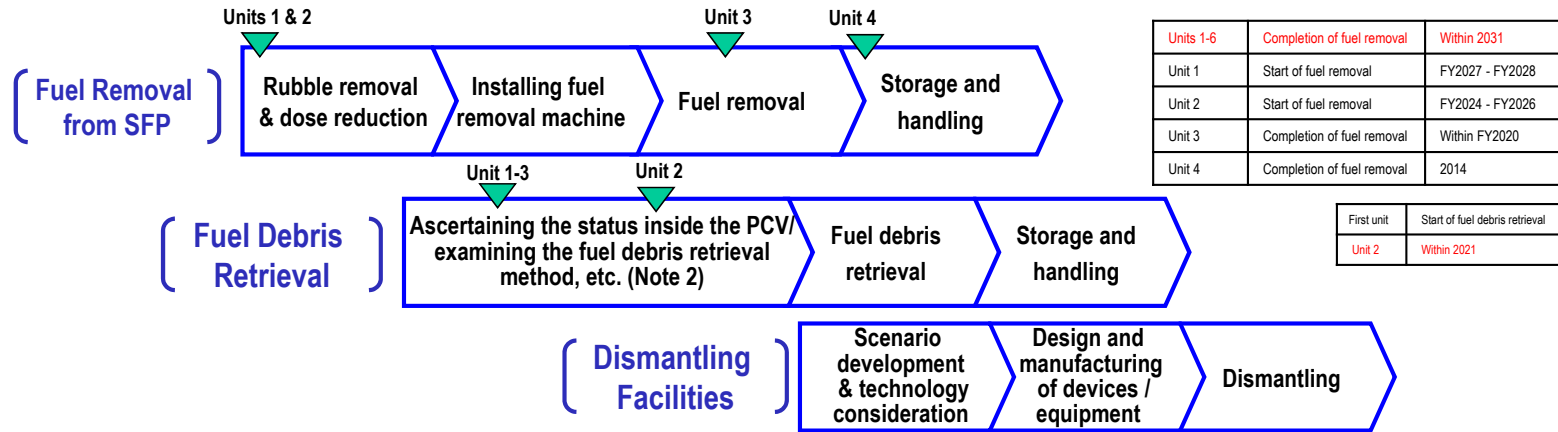 Units 1 & 2
Unit 3
Unit 4
Fuel Removal
from SFP
Rubble removal
& dose reduction
Installing fuel
removal machine
Fuel removal
Storage and
handling
Units 1-6 Completion of fuel removal Within 2031
Unit 1 Start of fuel removal FY2027 - FY2028
Unit 2 Start of fuel removal FY2024 - FY2026
Unit 3 Completion of fuel removal Within FY2020
Unit 4 Completion of fuel removal 2014
Unit 1-3
Unit 2
Fuel Debris
Retrieval
Ascertaining the status inside the PCV/
examining the fuel debris retrieval
method, etc. (Note 2)
Fuel debris
retrieval
Storage and
handling
First unit Start of fuel debris retrieval
Unit 2 Within 2021
Dismantling
Facilities
Scenario
development
& technology
consideration
Design and
manufacturing
of devices /
equipment
Dismantling